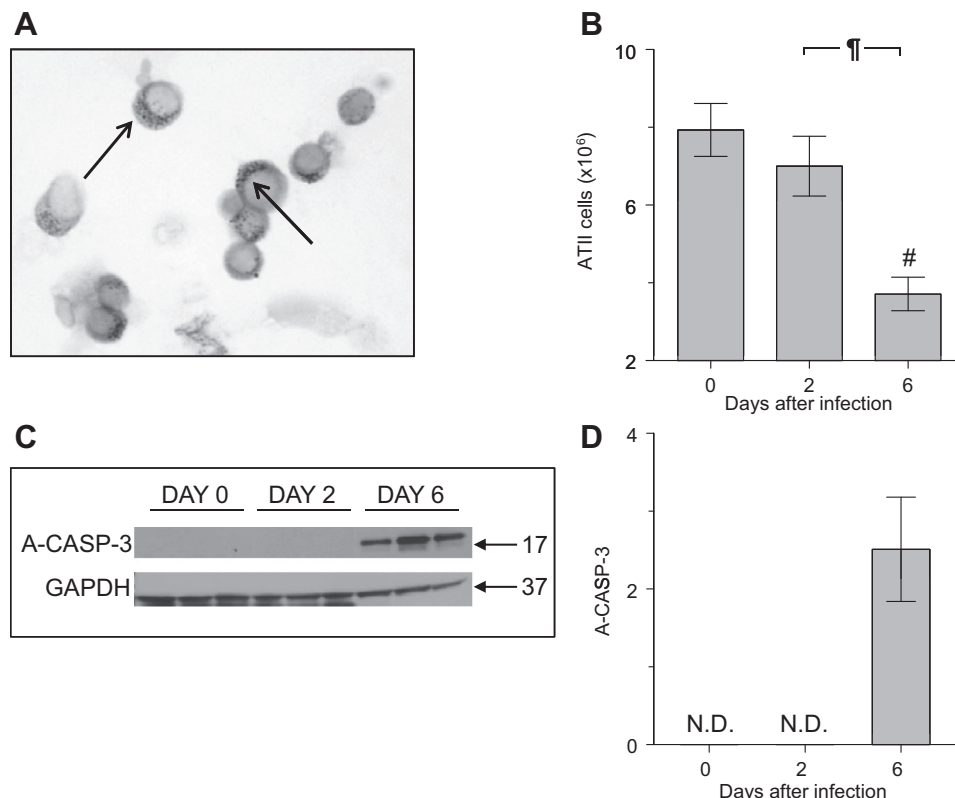 A
B
10
6
2
ATII cells (x10⁶)
¶
#
0 2 6
Days after infection
C
DAY 0 DAY 2 DAY 6
A-CASP-3 17
GAPDH 37
D
4
2
0
A-CASP-3
N.D. N.D.
0 2 6
Days after infection